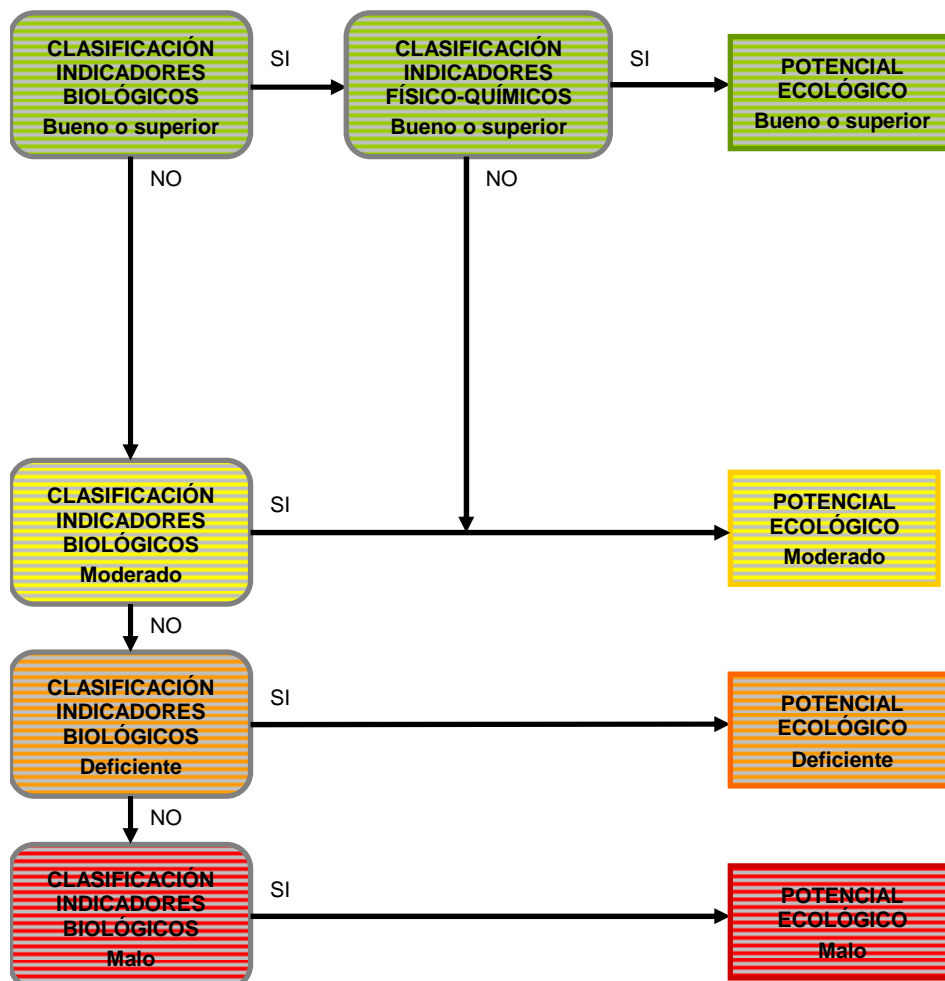 CLASIFICACIÓN
INDICADORES
BIOLÓGICOS
Bueno o superior
SI
CLASIFICACIÓN
INDICADORES
FÍSICO-QUÍMICOS
Bueno o superior
SI
POTENCIAL
ECOLÓGICO
Bueno o superior
NO
NO
CLASIFICACIÓN
INDICADORES
BIOLÓGICOS
Moderado
SI
POTENCIAL
ECOLÓGICO
Moderado
NO
CLASIFICACIÓN
INDICADORES
BIOLÓGICOS
Deficiente
SI
POTENCIAL
ECOLÓGICO
Deficiente
NO
CLASIFICACIÓN
INDICADORES
BIOLÓGICOS
Malo
SI
POTENCIAL
ECOLÓGICO
Malo